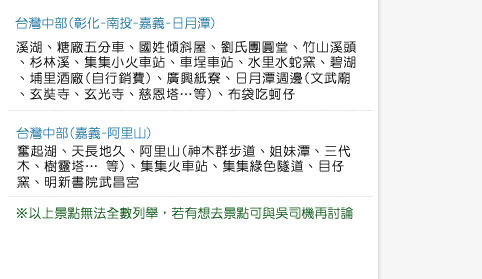 台灣中部(彰化-南投-嘉義-日月潭)
溪湖、糖廠五分車、國姓傾斜屋、劉氏團圓堂、竹山溪頭
、杉林溪、集集小火車站、車埕車站、水里水蛇窯、碧湖
、埔里酒廠(自行銷費)、廣興紙寮、日月潭週邊(文武廟
、玄奘寺、玄光寺、慈恩塔…等)、布袋吃蚵仔
台灣中部(嘉義-阿里山)
奮起湖、天長地久、阿里山(神木群步道、姐妹潭、三代
木、樹靈塔… 等)、集集火車站、集集綠色隧道、目仔
窯、明新書院武昌宮
※以上景點無法全數列舉，若有想去景點可與吳司機再討論